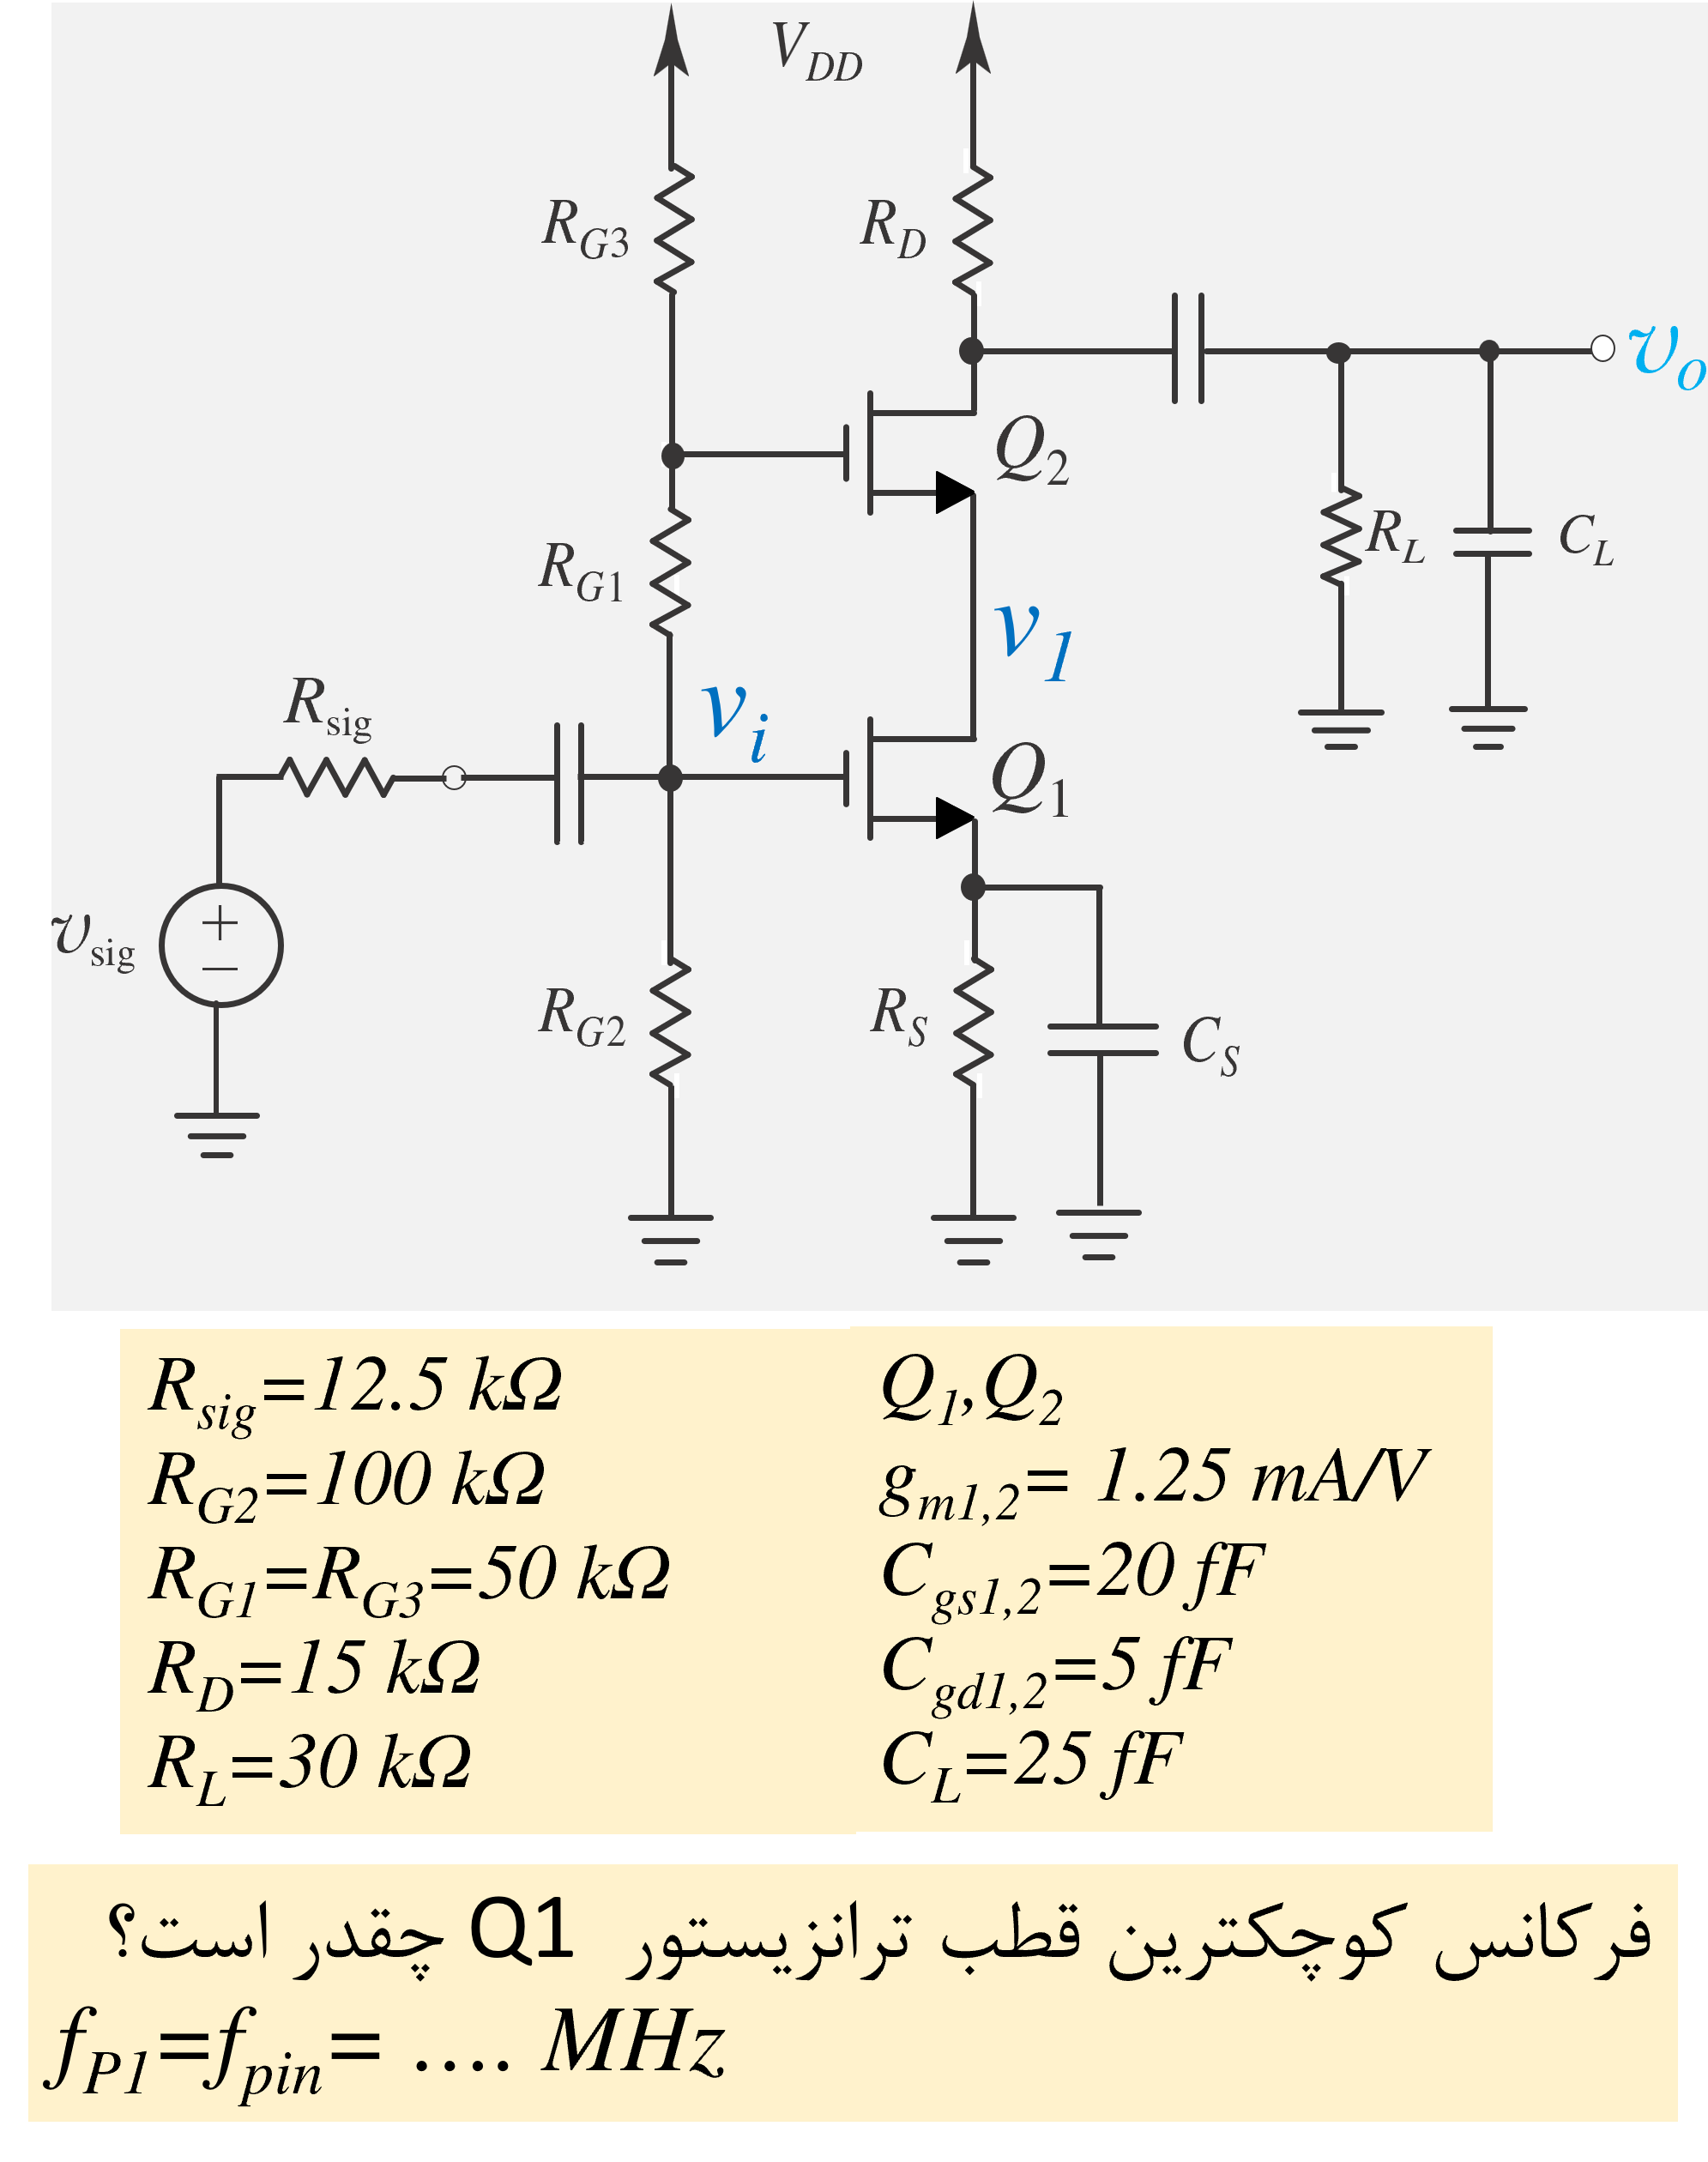 V_DD
R_G3
R_D
v_o
Q_2
R_G1
R_L
C_L
v_1
R_sig
v_i
Q_1
v_sig
+
−
R_G2
R_S
C_S
R_sig=12.5 kΩ
R_G2=100 kΩ
R_G1=R_G3=50 kΩ
R_D=15 kΩ
R_L=30 kΩ
Q_1,Q_2
g_m1,2= 1.25 mA/V
C_gs1,2=20 fF
C_gd1,2=5 fF
C_L=25 fF
فرکانس کوچکترین قطب ترانزیستور Q1 چقدر است؟
f_P1=f_pin= .... MHz